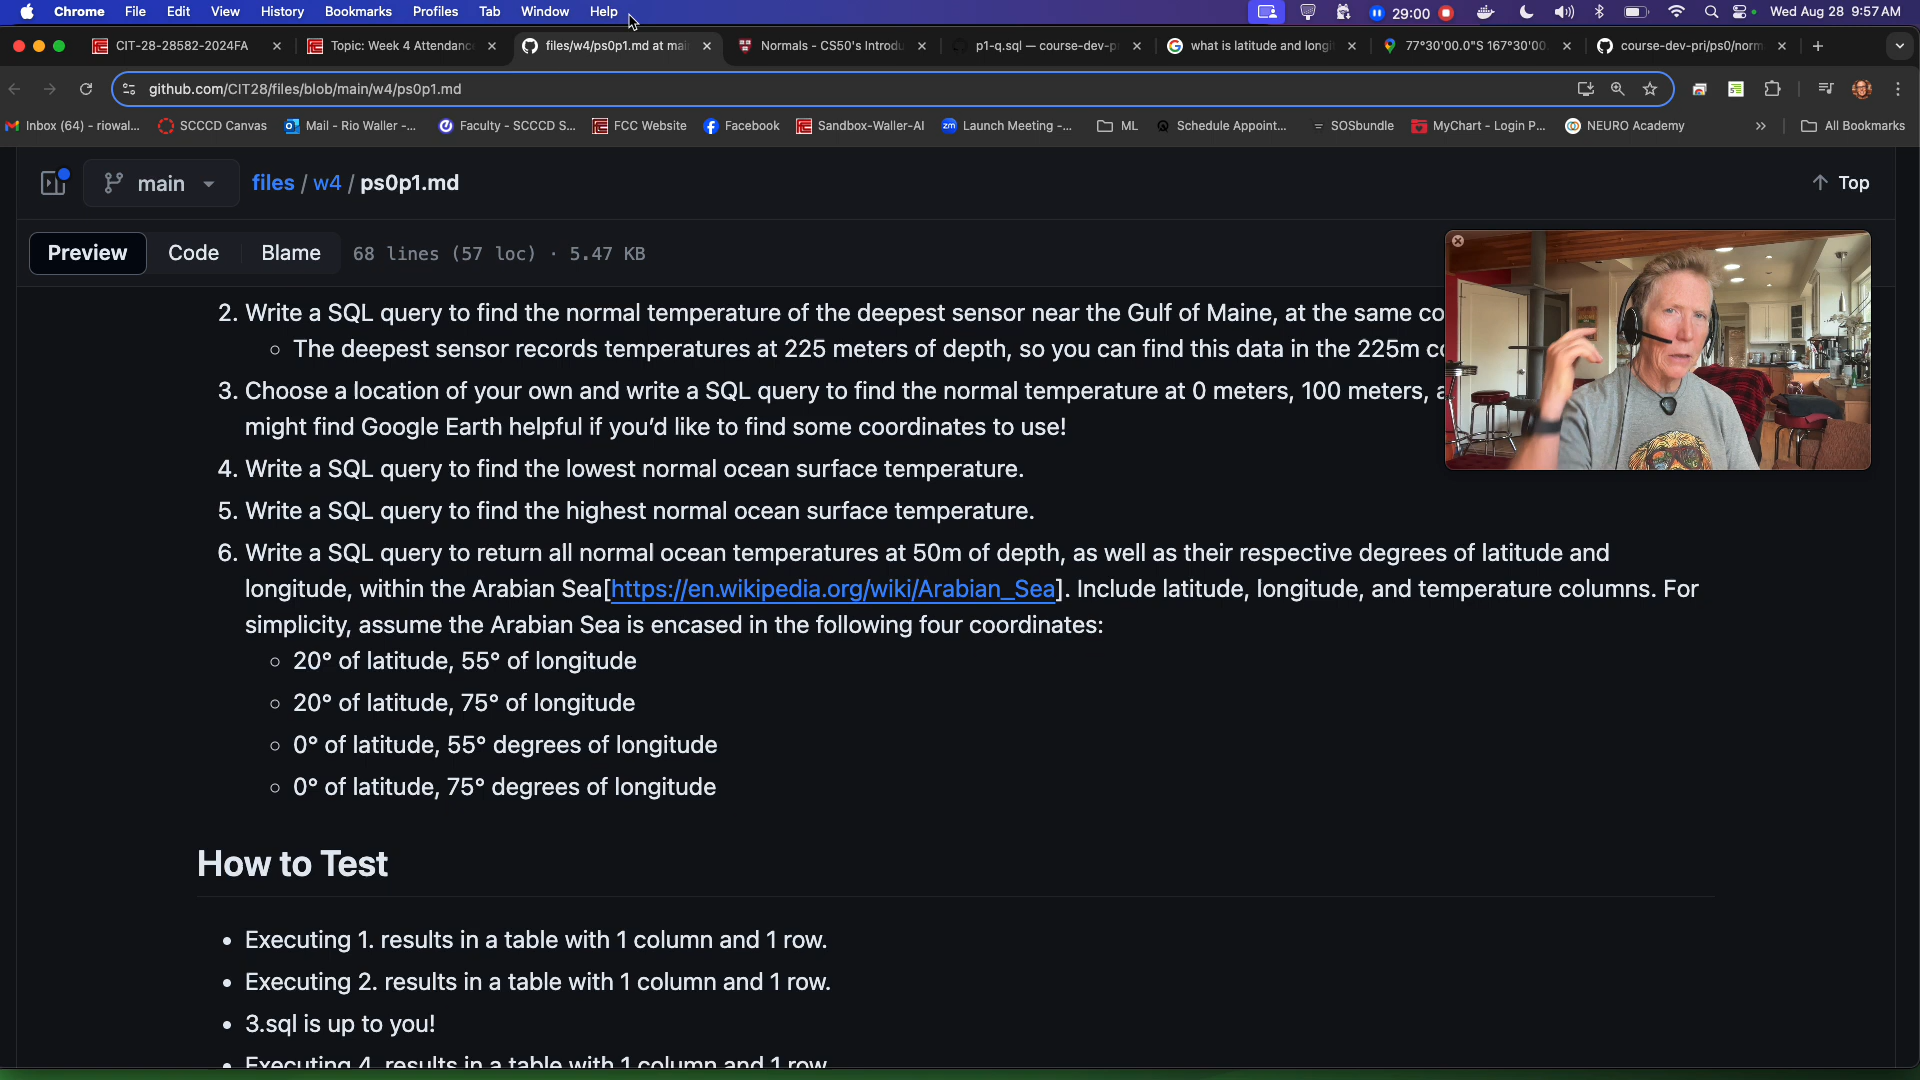 Chrome File Edit View History Bookmarks Profiles Tab Window Help 29:00 Wed Aug 28 9:57 AM
CIT-28-28582-2024FA Topic: Week 4 Attendanc files/w4/ps0p1.md at mai Normals - CS50's Introdu p1-q.sql — course-dev-p what is latitude and longi 77°30'00.0"S 167°30'00 course-dev-pri/ps0/norm
github.com/CIT28/files/blob/main/w4/ps0p1.md
Inbox (64) - riowal... SCCCD Canvas Mail - Rio Waller -... Faculty - SCCCD S... FCC Website Facebook Sandbox-Waller-AI Launch Meeting -... ML Schedule Appoint... SOSbundle MyChart - Login P... NEURO Academy » All Bookmarks
main files / w4 / ps0p1.md Top
Preview Code Blame 68 lines (57 loc) · 5.47 KB
2. Write a SQL query to find the normal temperature of the deepest sensor near the Gulf of Maine, at the same co
The deepest sensor records temperatures at 225 meters of depth, so you can find this data in the 225m c
3. Choose a location of your own and write a SQL query to find the normal temperature at 0 meters, 100 meters, a
might find Google Earth helpful if you'd like to find some coordinates to use!
4. Write a SQL query to find the lowest normal ocean surface temperature.
5. Write a SQL query to find the highest normal ocean surface temperature.
6. Write a SQL query to return all normal ocean temperatures at 50m of depth, as well as their respective degrees of latitude and
longitude, within the Arabian Sea[https://en.wikipedia.org/wiki/Arabian_Sea]. Include latitude, longitude, and temperature columns. For
simplicity, assume the Arabian Sea is encased in the following four coordinates:
20° of latitude, 55° of longitude
20° of latitude, 75° of longitude
0° of latitude, 55° degrees of longitude
0° of latitude, 75° degrees of longitude
How to Test
Executing 1. results in a table with 1 column and 1 row.
Executing 2. results in a table with 1 column and 1 row.
3.sql is up to you!
Executing 4. results in a table with 1 column and 1 row.